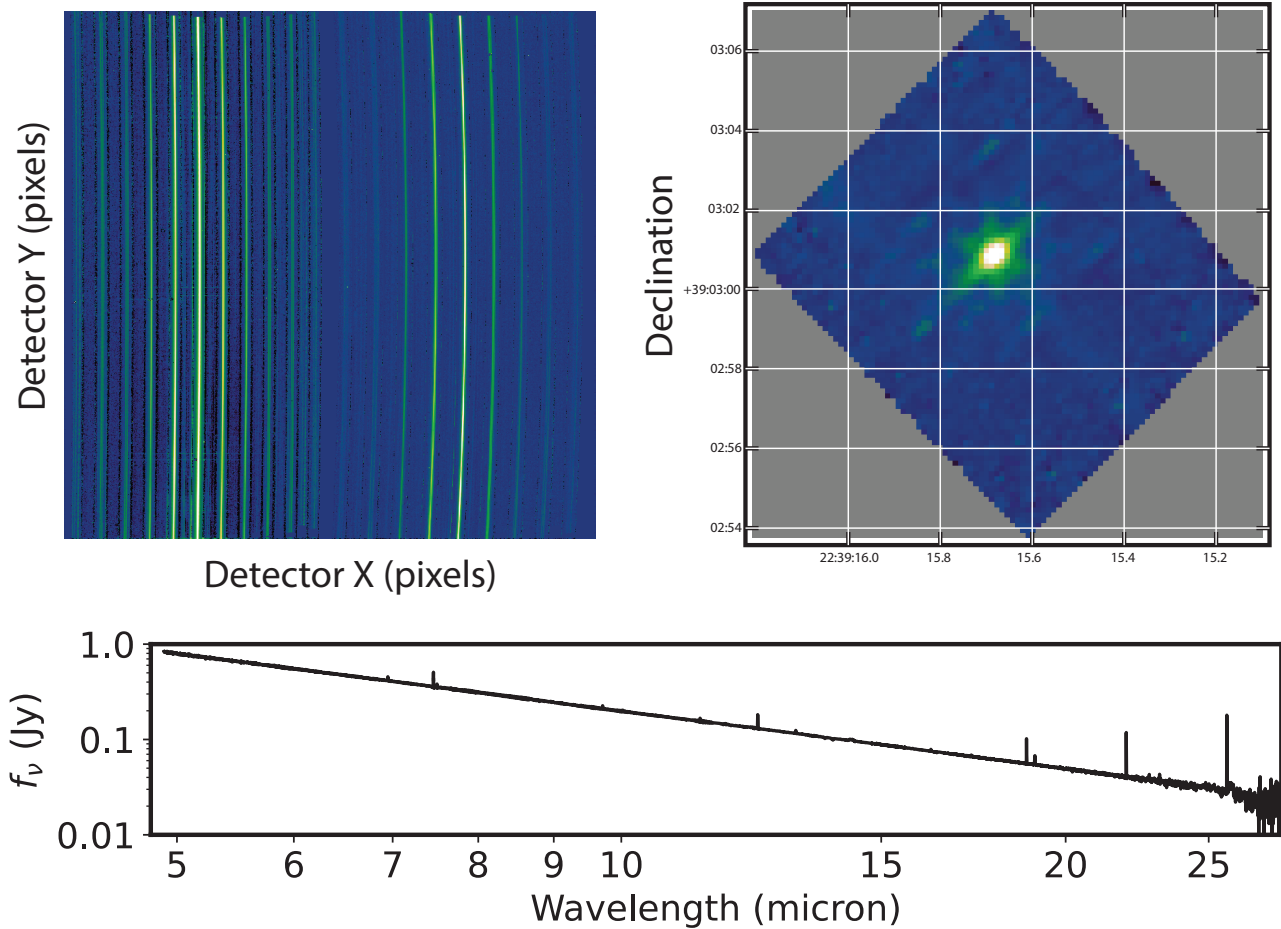 Detector Y (pixels)
Detector X (pixels)
Declination
03:06
03:04
03:02
+39:03:00
02:58
02:56
02:54
22:39:16.0 15.8 15.6 15.4 15.2
fν (Jy)
1.0
0.1
0.01
5 6 7 8 9 10 15 20 25
Wavelength (micron)